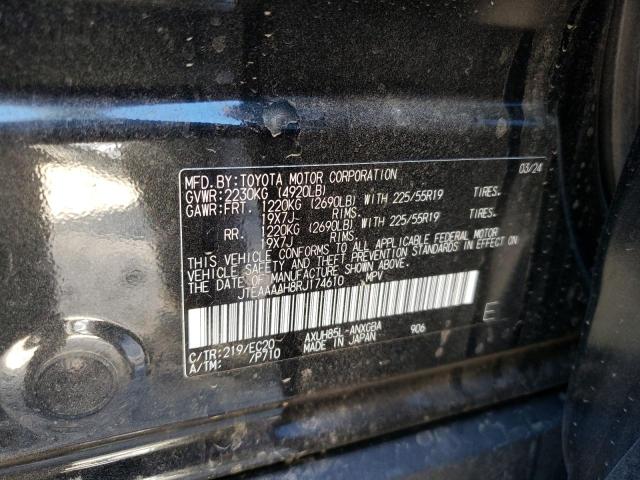 MFD.BY:TOYOTA MOTOR CORPORATION 03/24
GVWR:2230KG (4920LB)
GAWR:FRT. 1220KG (2690LB) WITH 225/55R19 TIRES,
19X7J RIMS,
RR. 1220KG (2690LB) WITH 225/55R19 TIRES,
19X7J RIMS.
THIS VEHICLE CONFORMS TO ALL APPLICABLE FEDERAL MOTOR
VEHICLE SAFETY AND THEFT PREVENTION STANDARDS IN EFFECT ON
THE DATE OF MANUFACTURE SHOWN ABOVE.
JTEAAAAH8RJ174610 MPV
E
C/TR:219/EC20 AXUH85L-ANXGBA 906
A/TM: /P710 MADE IN JAPAN